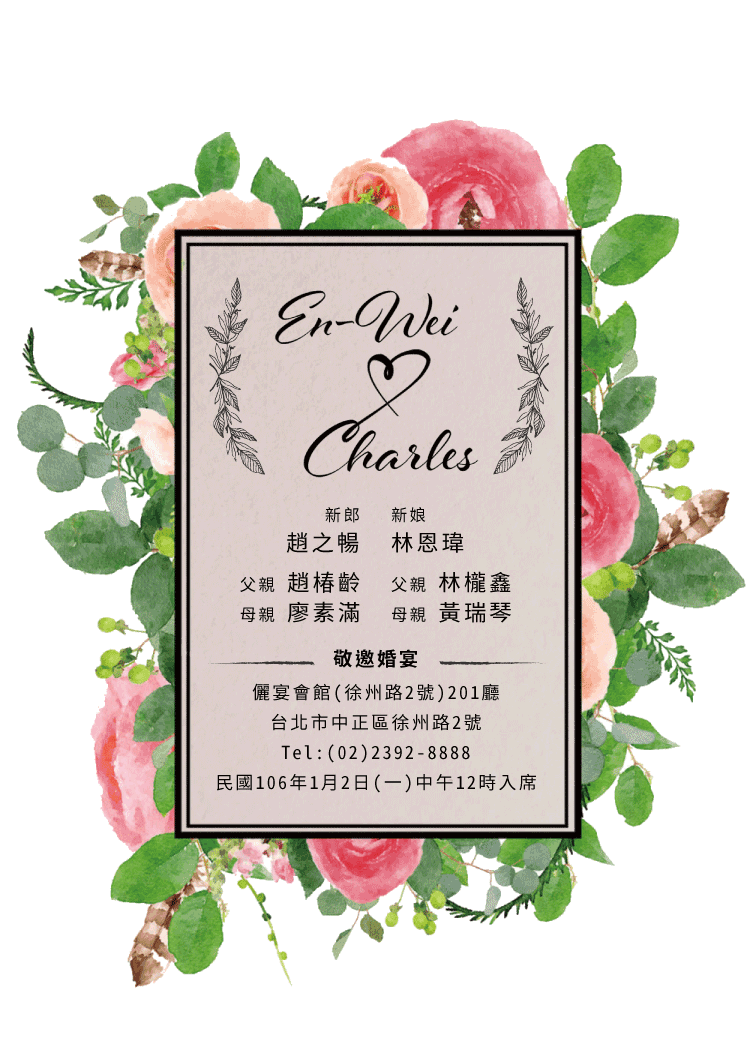 En-Wei
Charles
新郎 新娘
趙之暢 林恩瑋
父親 趙椿齡 父親 林櫳鑫
母親 廖素滿 母親 黃瑞琴
敬邀婚宴
儷宴會館(徐州路2號)201廳
台北市中正區徐州路2號
Tel:(02)2392-8888
民國106年1月2日(一)中午12時入席